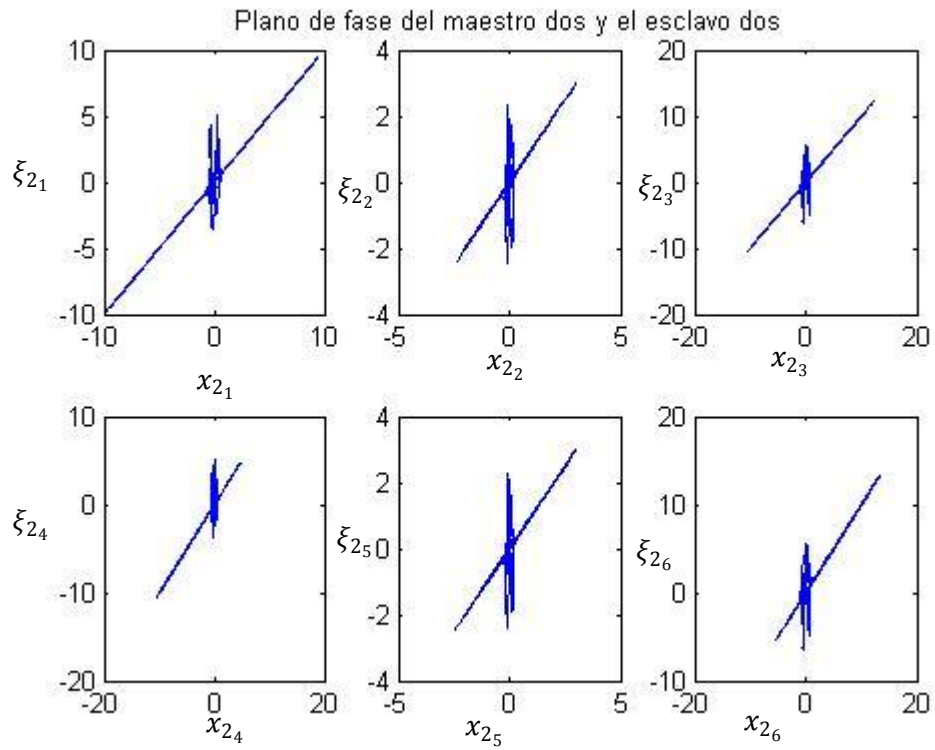 Plano de fase del maestro dos y el esclavo dos
10
5
0
-5
-10
-10 0 10
ξ₂₁
x₂₁
4
2
0
-2
-4
-5 0 5
ξ₂₂
x₂₂
20
10
0
-10
-20
-20 0 20
ξ₂₃
x₂₃
10
0
-10
-20
-20 0 20
ξ₂₄
x₂₄
4
2
0
-2
-4
-5 0 5
ξ₂₅
x₂₅
20
10
0
-10
-20 0 20
ξ₂₆
x₂₆